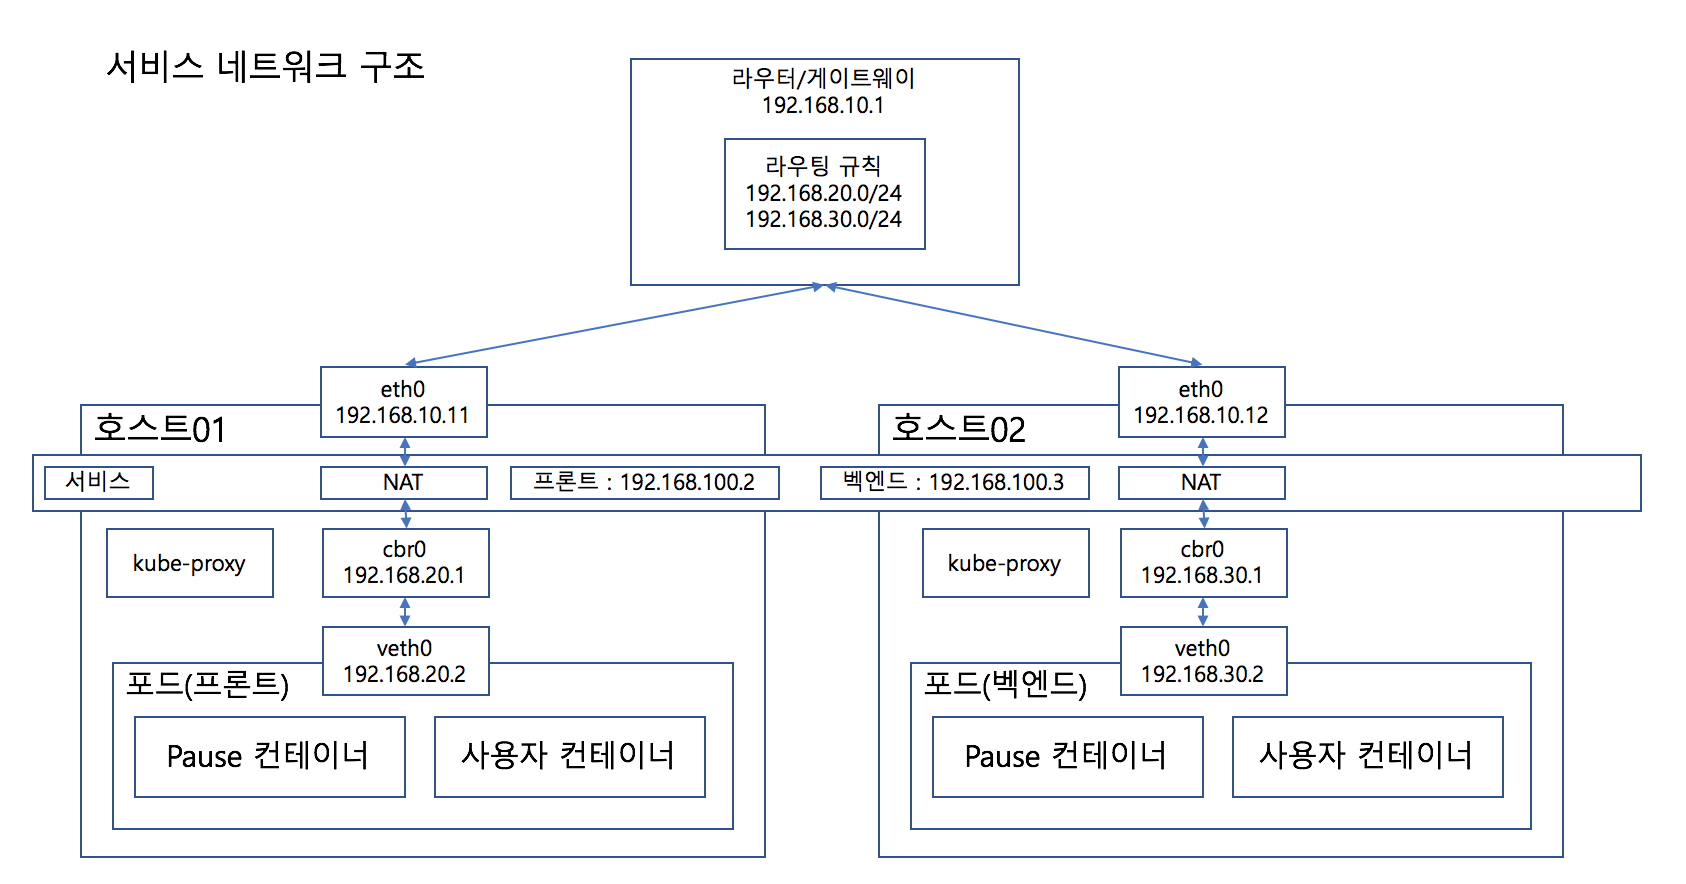 서비스 네트워크 구조
라우터/게이트웨이
192.168.10.1
라우팅 규칙
192.168.20.0/24
192.168.30.0/24
eth0
192.168.10.11
호스트01
서비스
NAT
프론트 : 192.168.100.2
kube-proxy
cbr0
192.168.20.1
veth0
192.168.20.2
포드(프론트)
Pause 컨테이너
사용자 컨테이너
eth0
192.168.10.12
호스트02
벡엔드 : 192.168.100.3
NAT
kube-proxy
cbr0
192.168.30.1
veth0
192.168.30.2
포드(벡엔드)
Pause 컨테이너
사용자 컨테이너